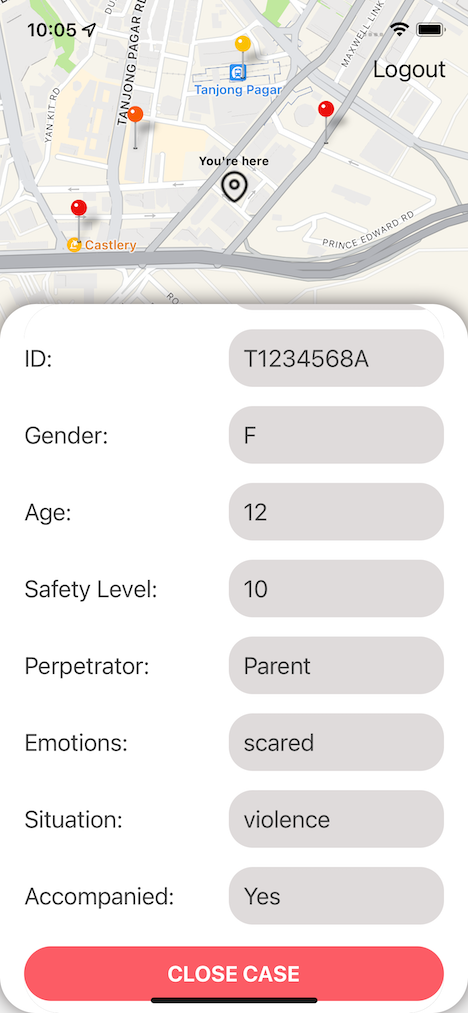 10:05
Logout
MAXWELL LINK
TANJONG PAGAR RD
YAN KIT RD
DU
Tanjong Pagar
You're here
PRINCE EDWARD RD
Castlery
RO
ID: T1234568A
Gender: F
Age: 12
Safety Level: 10
Perpetrator: Parent
Emotions: scared
Situation: violence
Accompanied: Yes
CLOSE CASE